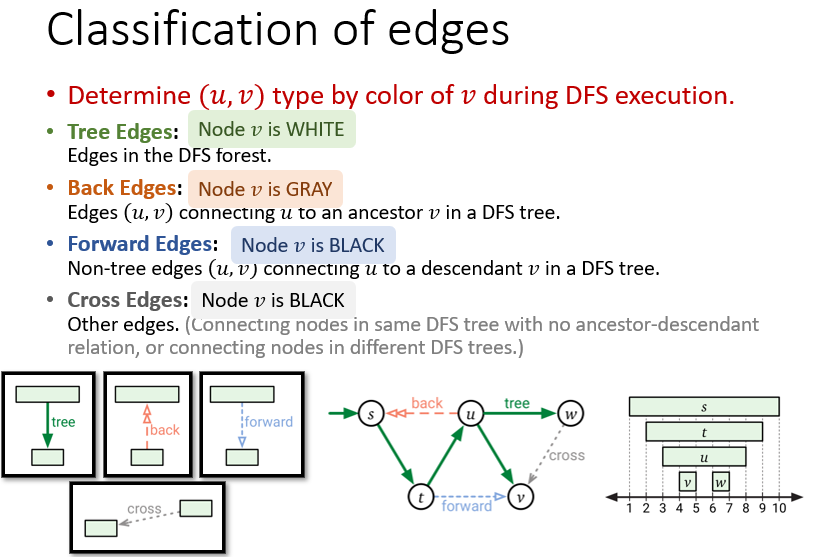 Classification of edges
• Determine (u, v) type by color of v during DFS execution.
• Tree Edges: Node v is WHITE
Edges in the DFS forest.
• Back Edges: Node v is GRAY
Edges (u, v) connecting u to an ancestor v in a DFS tree.
• Forward Edges: Node v is BLACK
Non-tree edges (u, v) connecting u to a descendant v in a DFS tree.
• Cross Edges: Node v is BLACK
Other edges. (Connecting nodes in same DFS tree with no ancestor-descendant
relation, or connecting nodes in different DFS trees.)
tree
back
forward
cross
s
back
u
tree
w
cross
t
forward
v
s
t
u
v
w
1 2 3 4 5 6 7 8 9 10